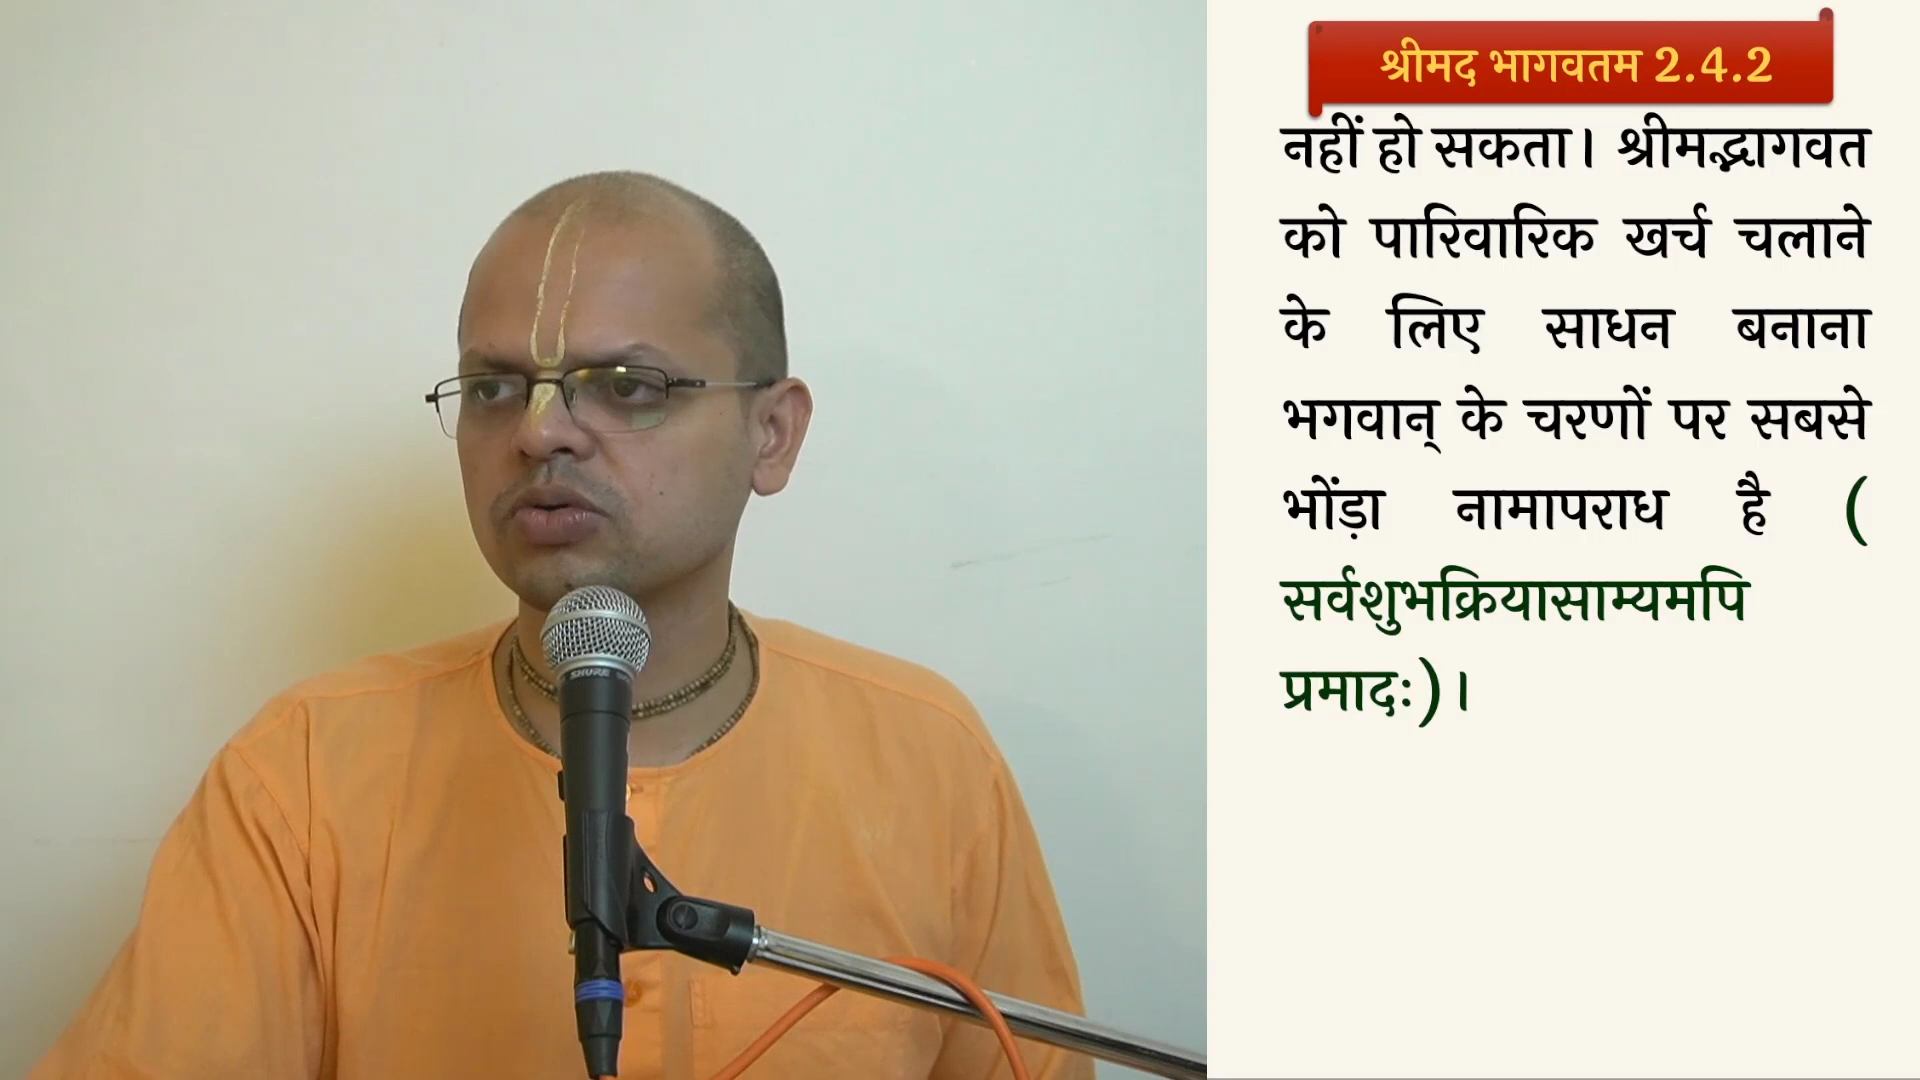 श्रीमद भागवतम 2.4.2
नहीं हो सकता। श्रीमद्भागवत
को पारिवारिक खर्च चलाने
के लिए साधन बनाना
भगवान् के चरणों पर सबसे
भोंड़ा नामापराध है (
सर्वशुभक्रियासाम्यमपि
प्रमादः)।
SHURE